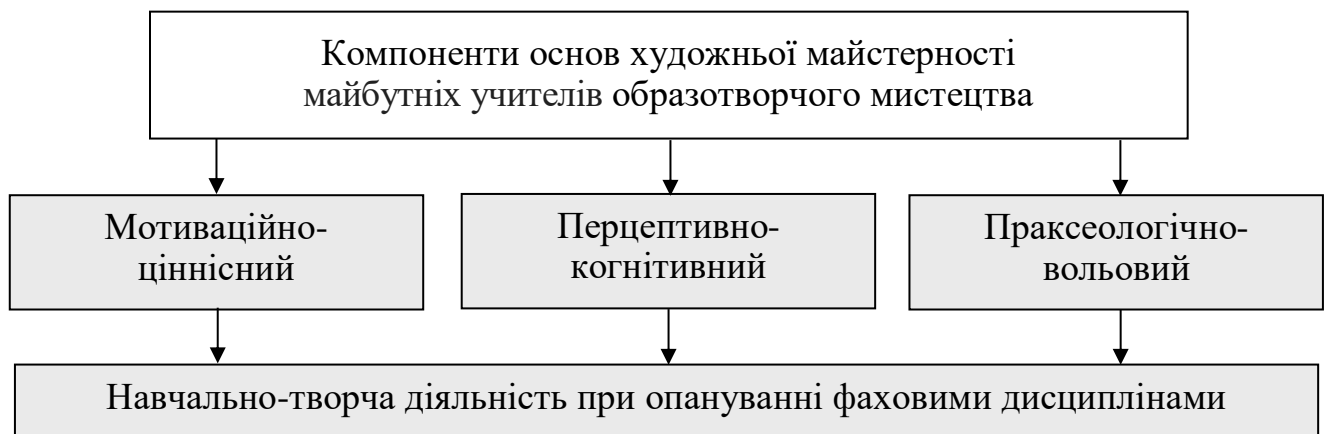 Компоненти основ художньої майстерності
майбутніх учителів образотворчого мистецтва
Мотиваційно-
ціннісний
Перцептивно-
когнітивний
Праксеологічно-
вольовий
Навчально-творча діяльність при опануванні фаховими дисциплінами